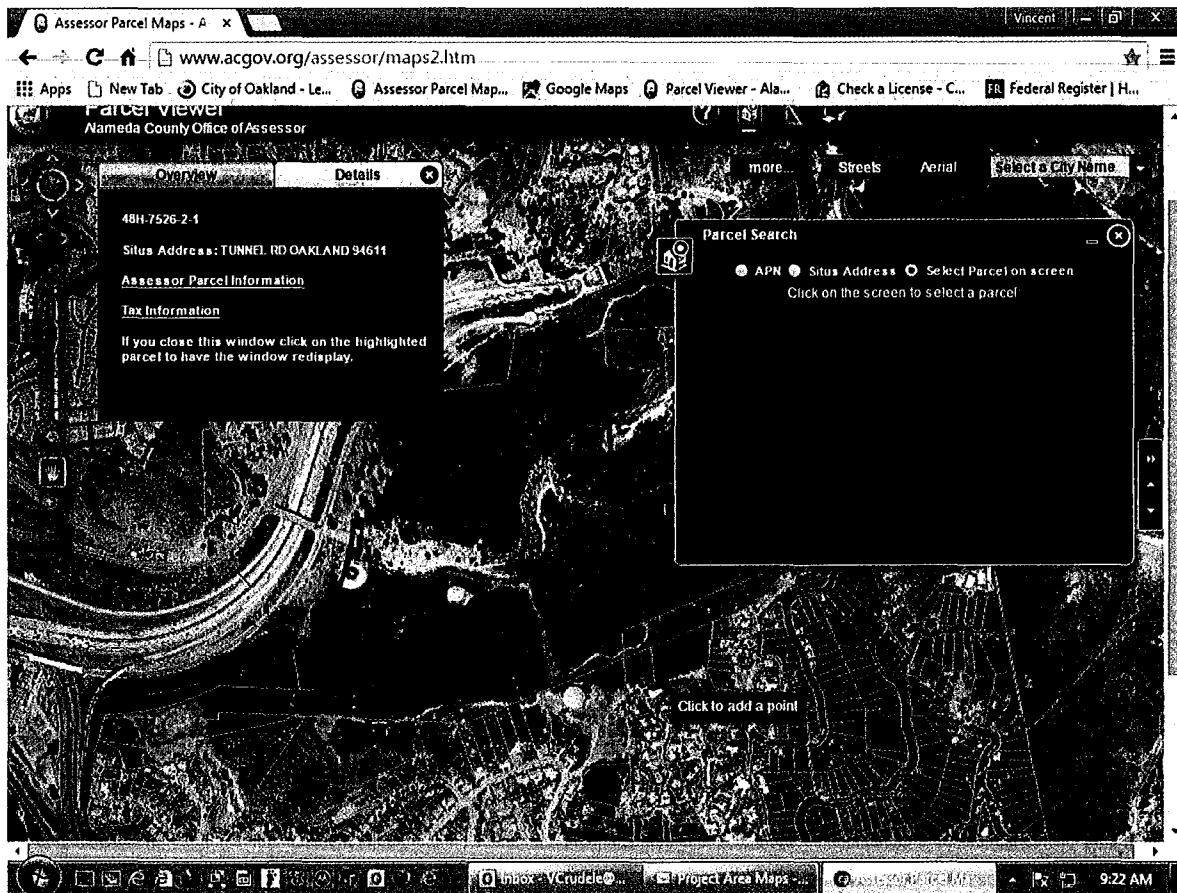 Assessor Parcel Maps - A
Vincent
www.acgov.org/assessor/maps2.htm
Apps New Tab City of Oakland - Le... Assessor Parcel Map... Google Maps Parcel Viewer - Ala... Check a License - C... FR Federal Register | H...
Parcel Viewer
Alameda County Office of Assessor
more... Streets Aerial Select a City Name
Overview Details
48H-7526-2-1
Situs Address: TUNNEL RD OAKLAND 94611
Assessor Parcel Information
Tax Information
If you close this window click on the highlighted
parcel to have the window redisplay.
Parcel Search
APN Situs Address Select Parcel on screen
Click on the screen to select a parcel
Click to add a point
Inbox - VCrudele@... Project Area Maps -...
9:22 AM